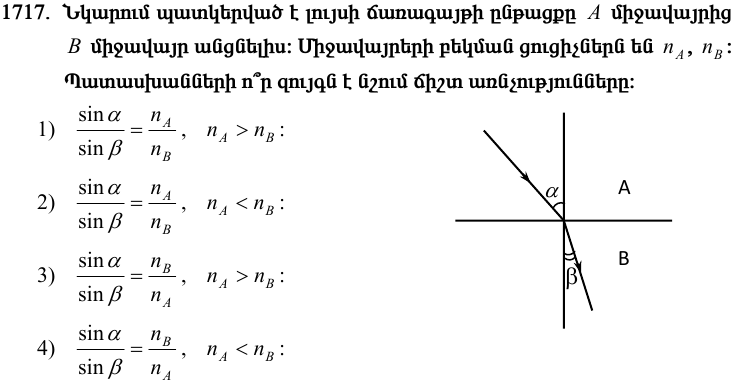 1717. Նկարում պատկերված է լույսի ճառագայթի ընթացքը A միջավայրից
B միջավայր անցնելիս: Միջավայրերի բեկման ցուցիչներն են n_A, n_B:
Պատասխանների ո՞ր զույգն է նշում ճիշտ առնչությունները:
1) sin α / sin β = n_A / n_B, n_A > n_B:
2) sin α / sin β = n_A / n_B, n_A < n_B:
3) sin α / sin β = n_B / n_A, n_A > n_B:
4) sin α / sin β = n_B / n_A, n_A < n_B:
α
A
B
β